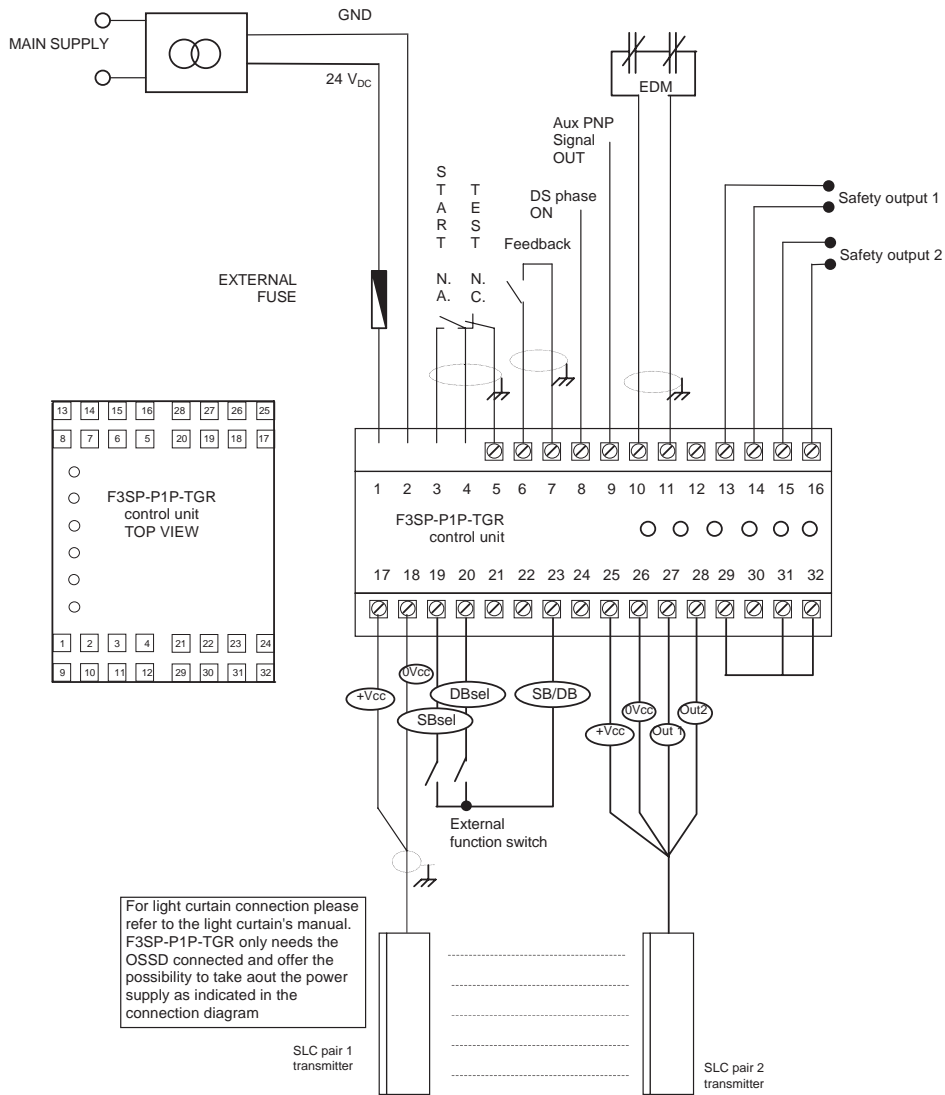 GND
MAIN SUPPLY
24 VDC
EDM
Aux PNP
Signal
OUT
START N.A.
TEST N.C.
DS phase
ON
Feedback
Safety output 1
Safety output 2
EXTERNAL
FUSE
13 14 15 16 28 27 26 25
8 7 6 5 20 19 18 17
F3SP-P1P-TGR
control unit
TOP VIEW
1 2 3 4 21 22 23 24
9 10 11 12 29 30 31 32
1 2 3 4 5 6 7 8 9 10 11 12 13 14 15 16
F3SP-P1P-TGR
control unit
17 18 19 20 21 22 23 24 25 26 27 28 29 30 31 32
+Vcc
0Vcc
SBsel
DBsel
SB/DB
+Vcc
0Vcc
Out 1
Out2
External
function switch
For light curtain connection please
refer to the light curtain's manual.
F3SP-P1P-TGR only needs the
OSSD connected and offer the
possibility to take aout the power
supply as indicated in the
connection diagram
SLC pair 1
transmitter
SLC pair 2
transmitter